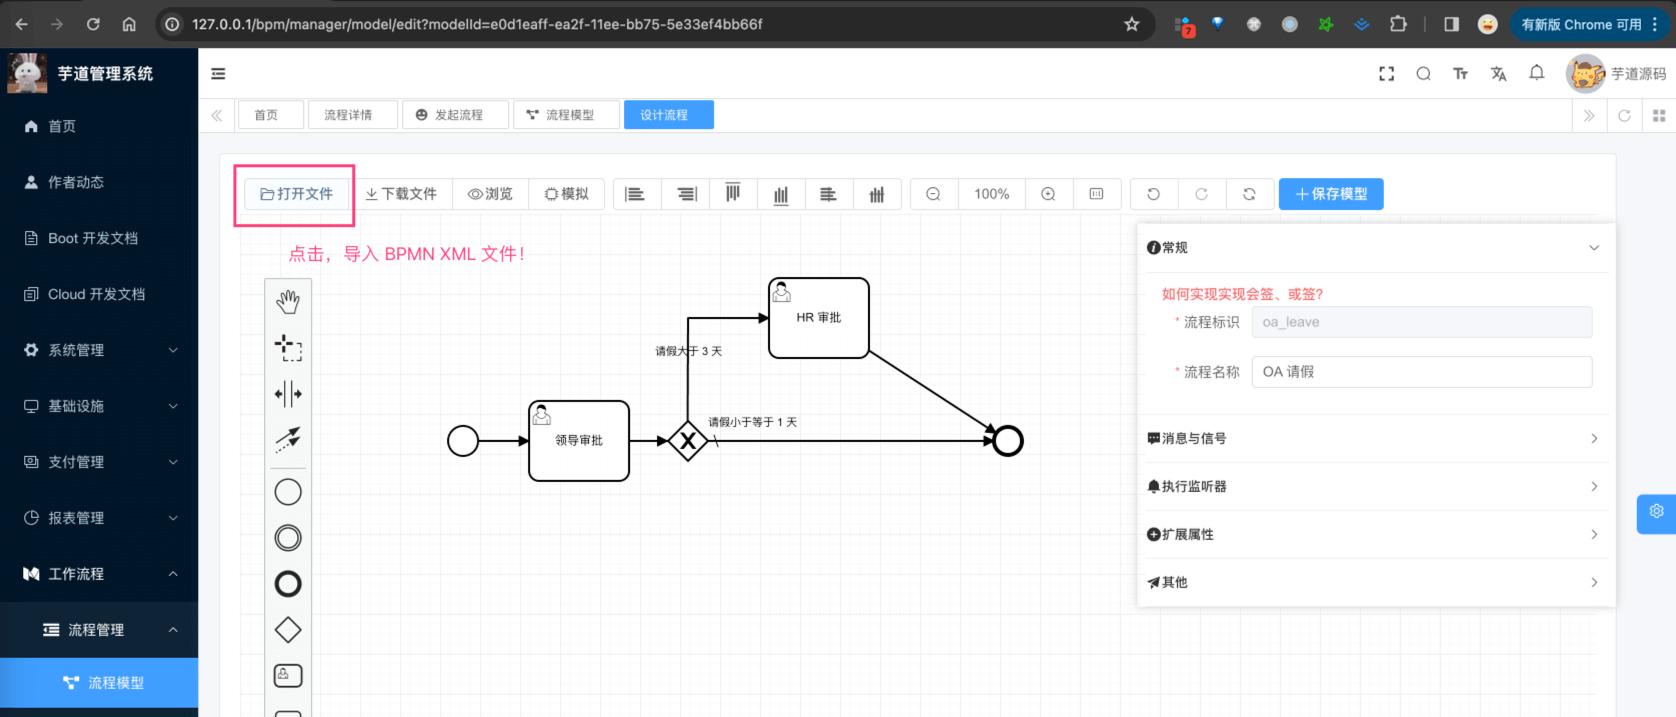 127.0.0.1/bpm/manager/model/edit?modelId=e0d1eaff-ea2f-11ee-bb75-5e33ef4bb66f
7
有新版 Chrome 可用
芋道管理系统
芋道源码
首页
流程详情
发起流程
流程模型
设计流程
首页
作者动态
Boot 开发文档
Cloud 开发文档
系统管理
基础设施
支付管理
报表管理
工作流程
流程管理
流程模型
打开文件
下载文件
浏览
模拟
100%
保存模型
点击，导入 BPMN XML 文件！
HR 审批
请假大于 3 天
请假小于等于 1 天
领导审批
X
常规
如何实现实现会签、或签?
* 流程标识
oa_leave
* 流程名称
OA 请假
消息与信号
执行监听器
扩展属性
其他